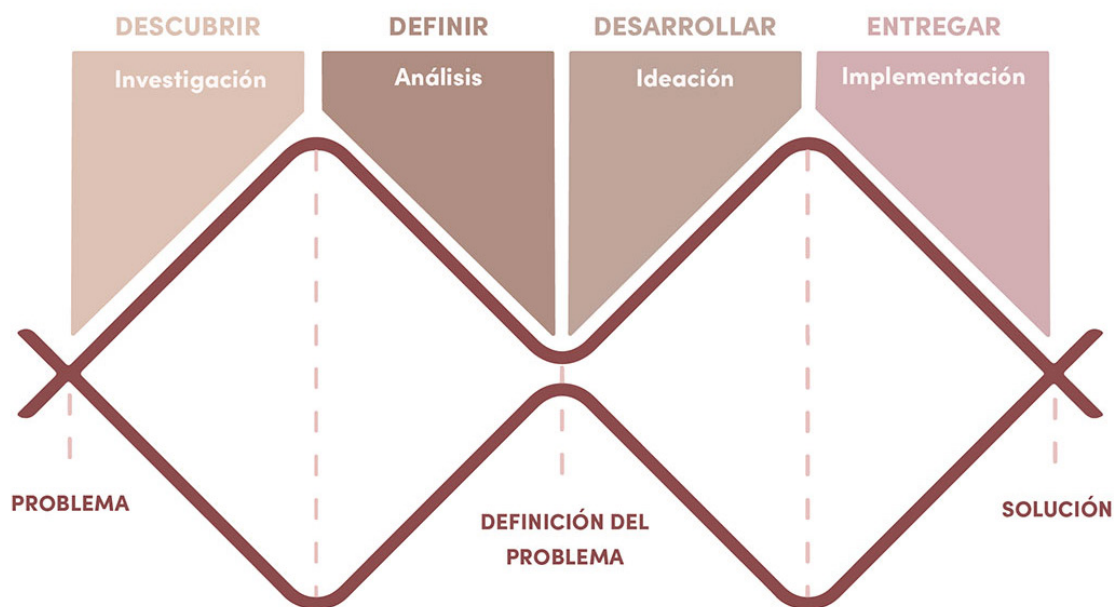 DESCUBRIR
DEFINIR
DESARROLLAR
ENTREGAR
Investigación
Análisis
Ideación
Implementación
PROBLEMA
DEFINICIÓN DEL
PROBLEMA
SOLUCIÓN